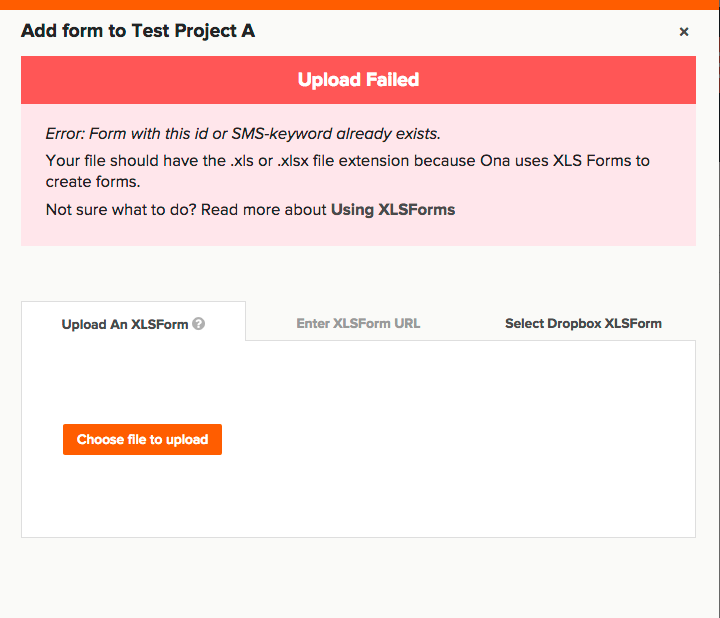 Add form to Test Project A ×
Upload Failed
Error: Form with this id or SMS-keyword already exists.
Your file should have the .xls or .xlsx file extension because Ona uses XLS Forms to
create forms.
Not sure what to do? Read more about Using XLSForms
Upload An XLSForm ? Enter XLSForm URL Select Dropbox XLSForm
Choose file to upload